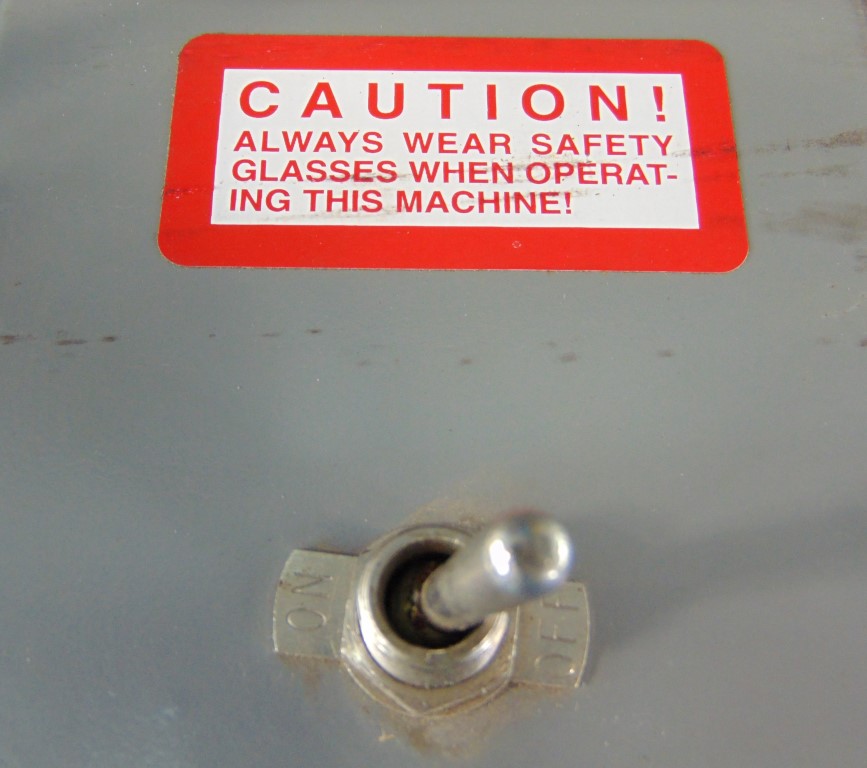 CAUTION!
ALWAYS WEAR SAFETY
GLASSES WHEN OPERAT-
ING THIS MACHINE!
ON
OFF